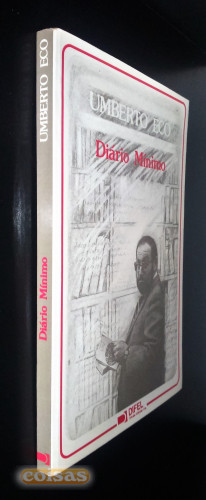 UMBERTO ECO
Diário Mínimo
UMBERTO ECO
Diário Mínimo
DIFEL
coisas